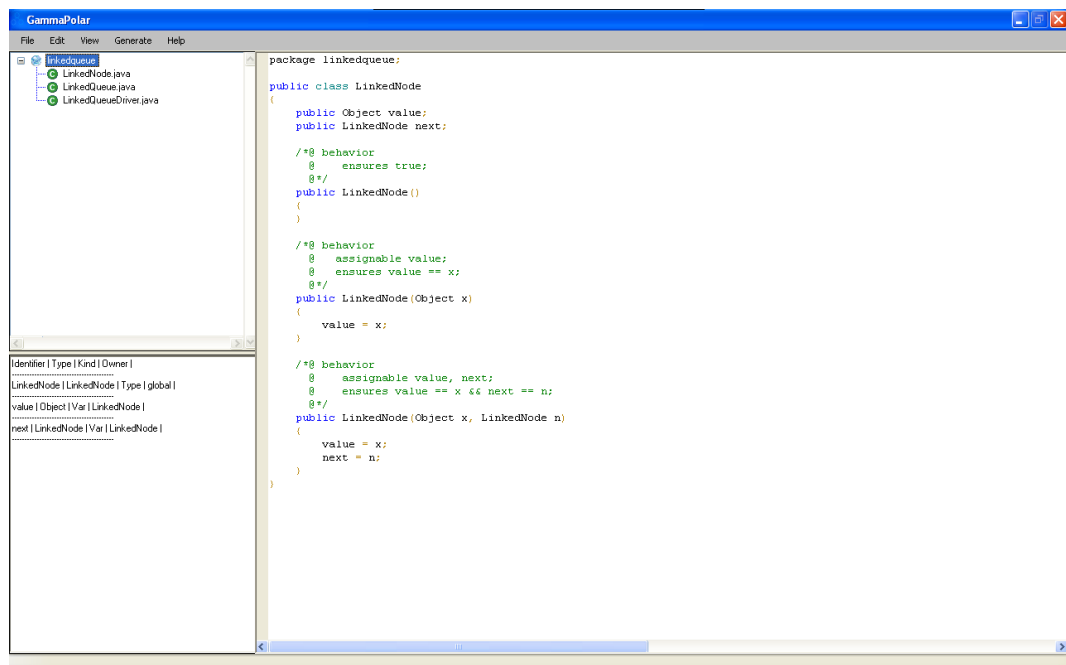 GammaPolar
File Edit View Generate Help
linkedqueue
LinkedNode.java
LinkedQueue.java
LinkedQueueDriver.java
Identifier | Type | Kind | Owner |
----------------------------------------
LinkedNode | LinkedNode | Type | global |
----------------------------------------
value | Object | Var | LinkedNode |
----------------------------------------
next | LinkedNode | Var | LinkedNode |
----------------------------------------
package linkedqueue;
public class LinkedNode
{
    public Object value;
    public LinkedNode next;
    /*@ behavior
      @    ensures true;
      @*/
    public LinkedNode()
    {
    }
    /*@ behavior
      @   assignable value;
      @   ensures value == x;
      @*/
    public LinkedNode(Object x)
    {
        value = x;
    }
    /*@ behavior
      @    assignable value, next;
      @    ensures value == x && next == n;
      @*/
    public LinkedNode(Object x, LinkedNode n)
    {
        value = x;
        next = n;
    }
}